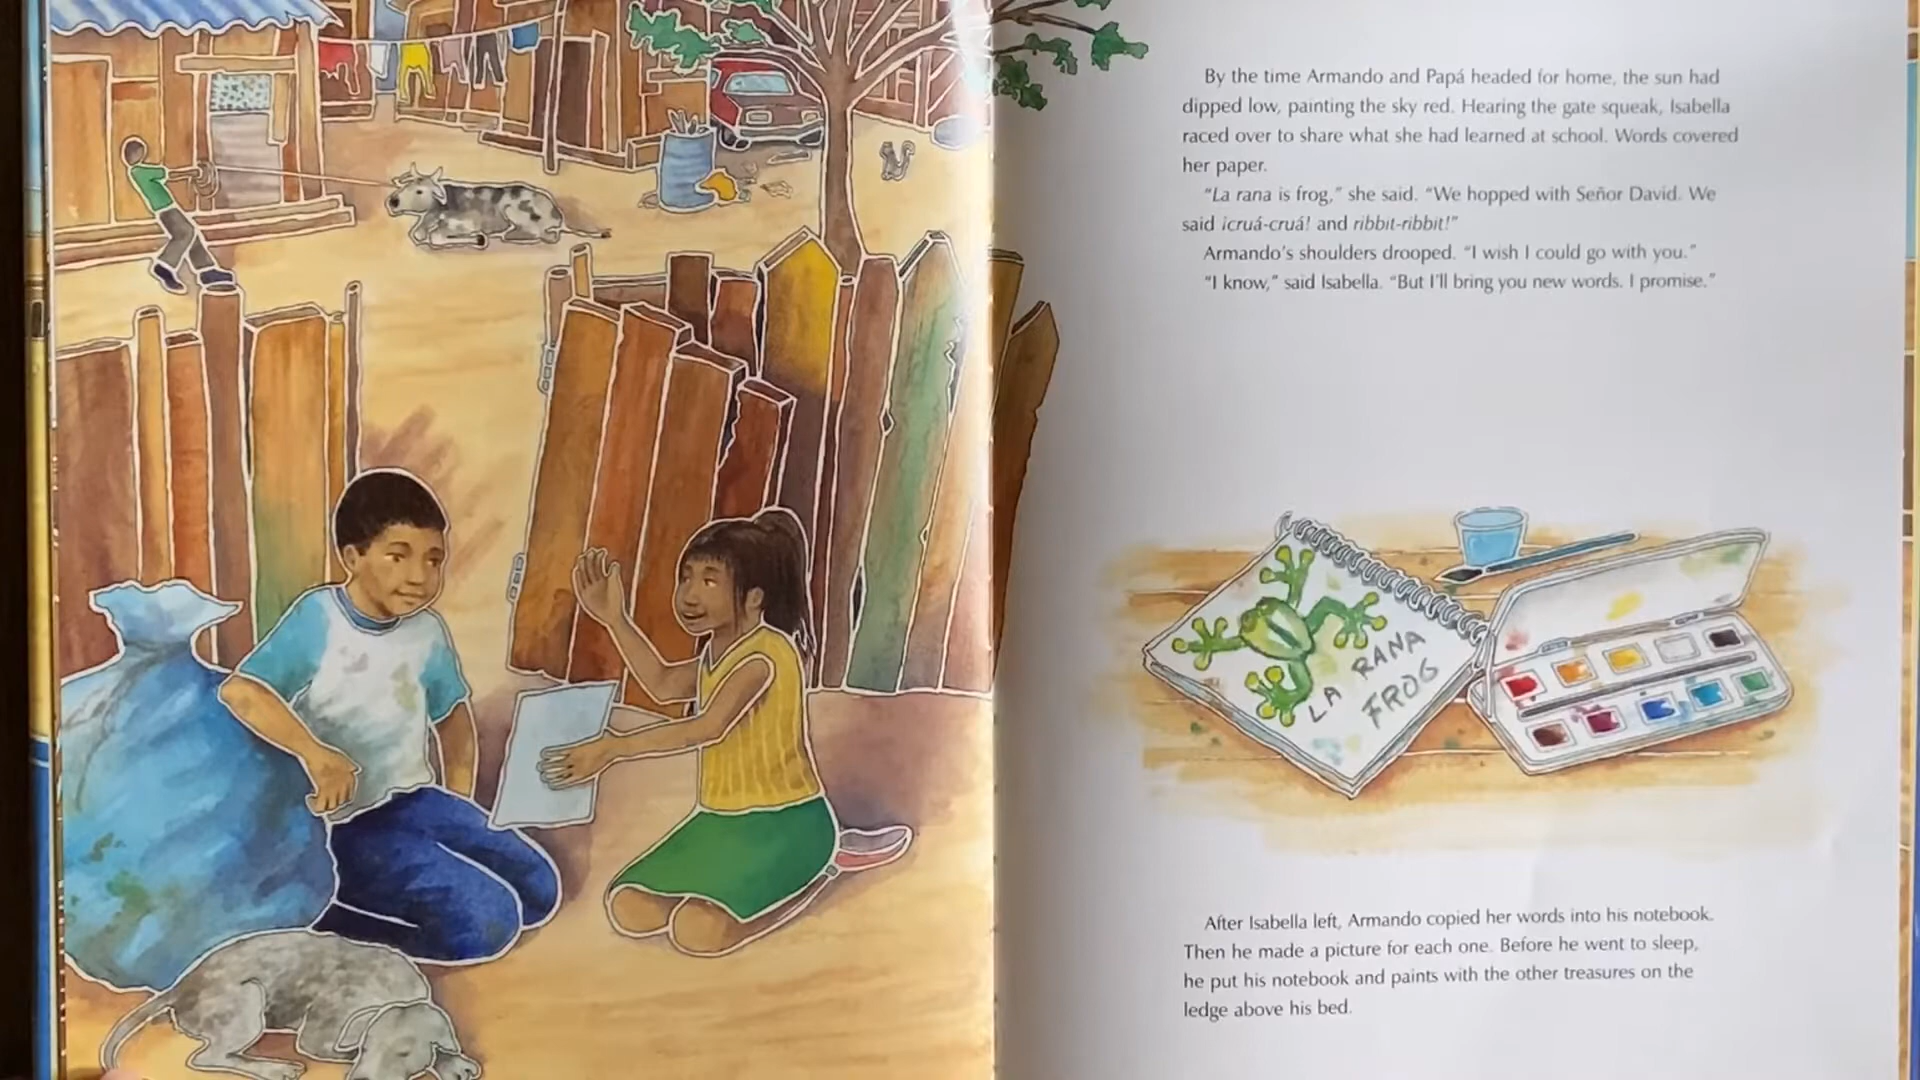 By the time Armando and Papá headed for home, the sun had
dipped low, painting the sky red. Hearing the gate squeak, Isabella
raced over to share what she had learned at school. Words covered
her paper.
“La rana is frog,” she said. “We hopped with Señor David. We
said ¡cruá-cruá! and ribbit-ribbit!”
Armando’s shoulders drooped. “I wish I could go with you.”
“I know,” said Isabella. “But I’ll bring you new words. I promise.”
LA RANA
FROG
After Isabella left, Armando copied her words into his notebook.
Then he made a picture for each one. Before he went to sleep,
he put his notebook and paints with the other treasures on the
ledge above his bed.